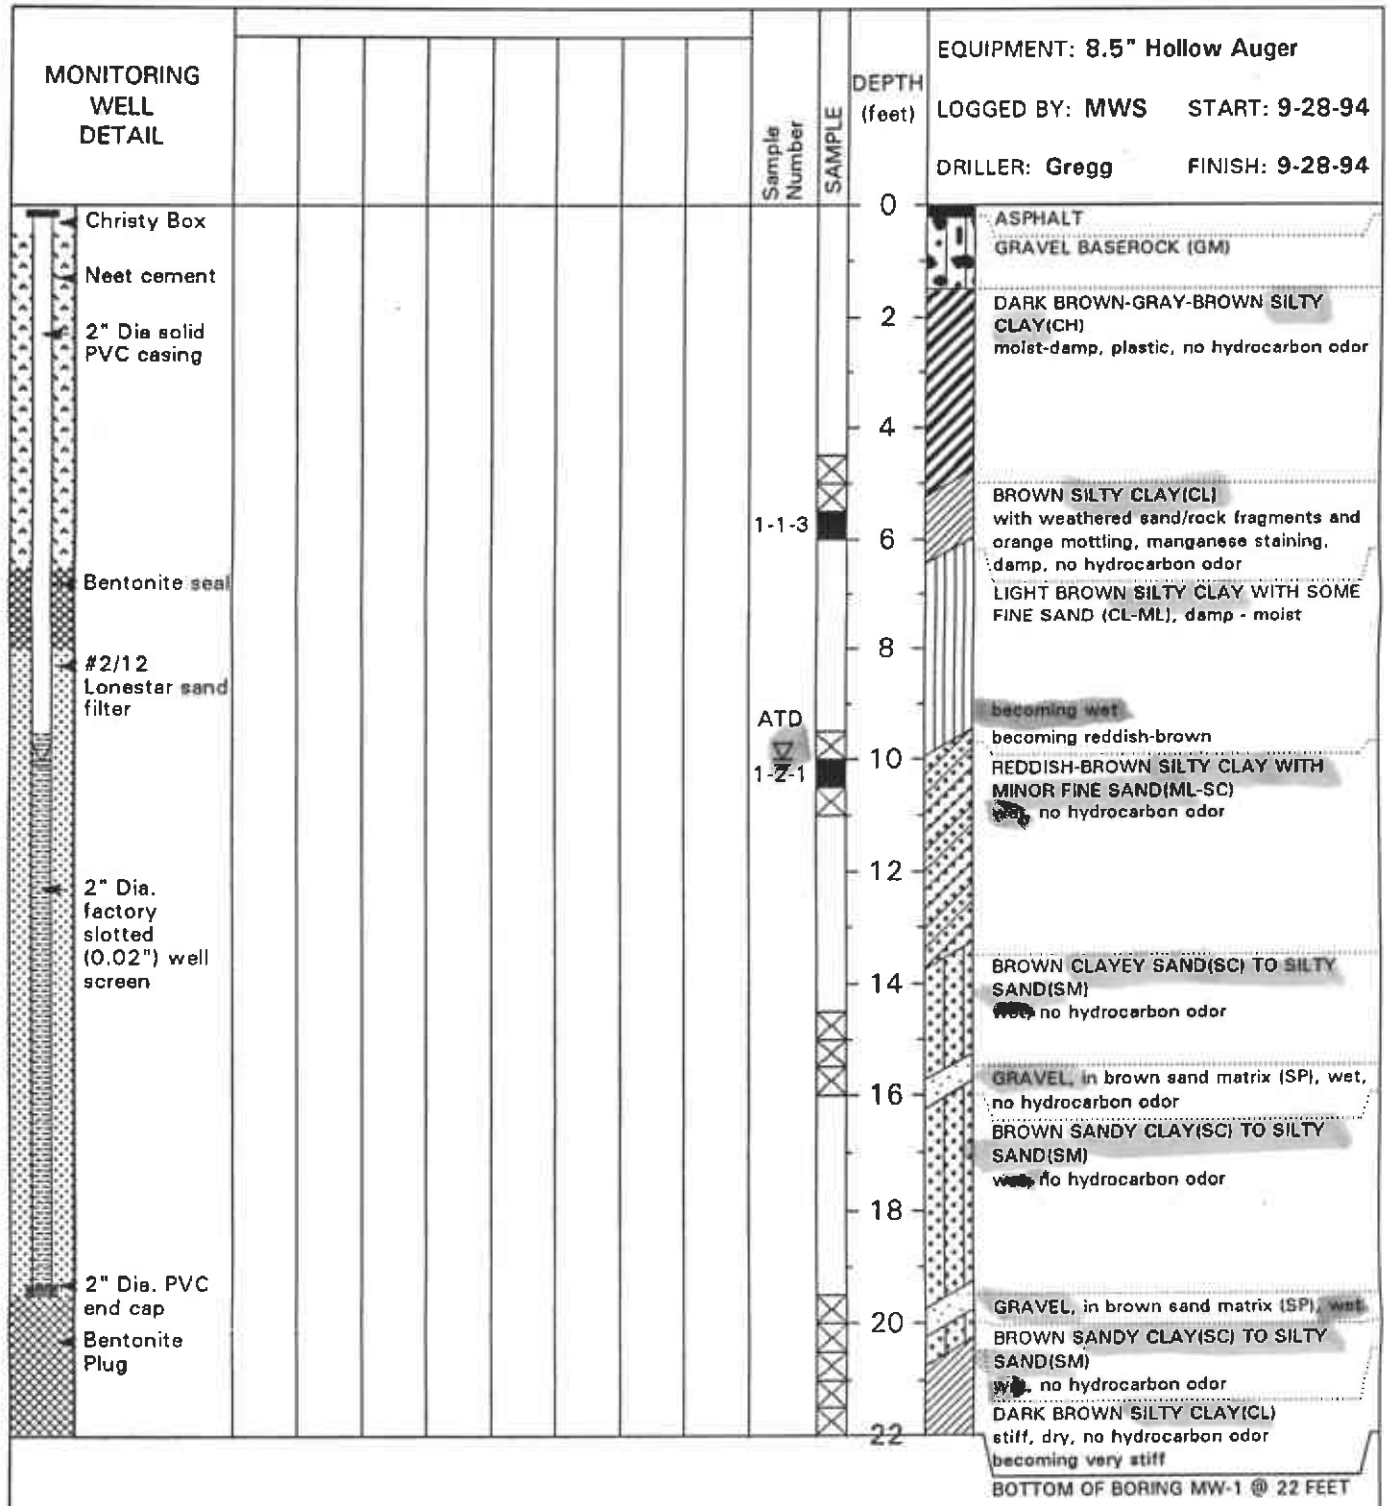 MONITORING
WELL
DETAIL
Sample
Number
SAMPLE
DEPTH
(feet)
EQUIPMENT: 8.5" Hollow Auger
LOGGED BY: MWS START: 9-28-94
DRILLER: Gregg FINISH: 9-28-94
Christy Box
Neet cement
2" Dia solid
PVC casing
Bentonite seal
#2/12
Lonestar sand
filter
2" Dia.
factory
slotted
(0.02") well
screen
2" Dia. PVC
end cap
Bentonite
Plug
1-1-3
ATD
1-2-1
0
2
4
6
8
10
12
14
16
18
20
22
ASPHALT
GRAVEL BASEROCK (GM)
DARK BROWN-GRAY-BROWN SILTY
CLAY(CH)
moist-damp, plastic, no hydrocarbon odor
BROWN SILTY CLAY(CL)
with weathered sand/rock fragments and
orange mottling, manganese staining,
damp, no hydrocarbon odor
LIGHT BROWN SILTY CLAY WITH SOME
FINE SAND (CL-ML), damp - moist
becoming wet
becoming reddish-brown
REDDISH-BROWN SILTY CLAY WITH
MINOR FINE SAND(ML-SC)
no hydrocarbon odor
BROWN CLAYEY SAND(SC) TO SILTY
SAND(SM)
no hydrocarbon odor
GRAVEL, in brown sand matrix (SP), wet,
no hydrocarbon odor
BROWN SANDY CLAY(SC) TO SILTY
SAND(SM)
no hydrocarbon odor
GRAVEL, in brown sand matrix (SP), wet
BROWN SANDY CLAY(SC) TO SILTY
SAND(SM)
no hydrocarbon odor
DARK BROWN SILTY CLAY(CL)
stiff, dry, no hydrocarbon odor
becoming very stiff
BOTTOM OF BORING MW-1 @ 22 FEET